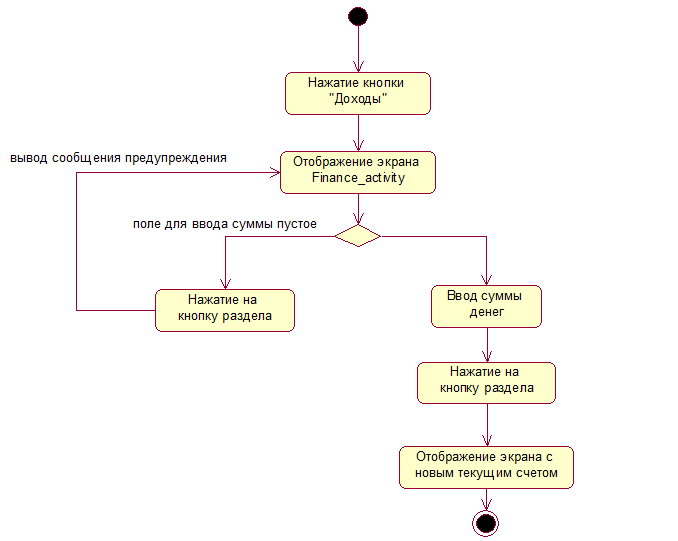 Нажатие кнопки
"Доходы"
вывод сообщения предупреждения
Отображение экрана
Finance_activity
поле для ввода суммы пустое
Нажатие на
кнопку раздела
Ввод суммы
денег
Нажатие на
кнопку раздела
Отображение экрана с
новым текущим счетом